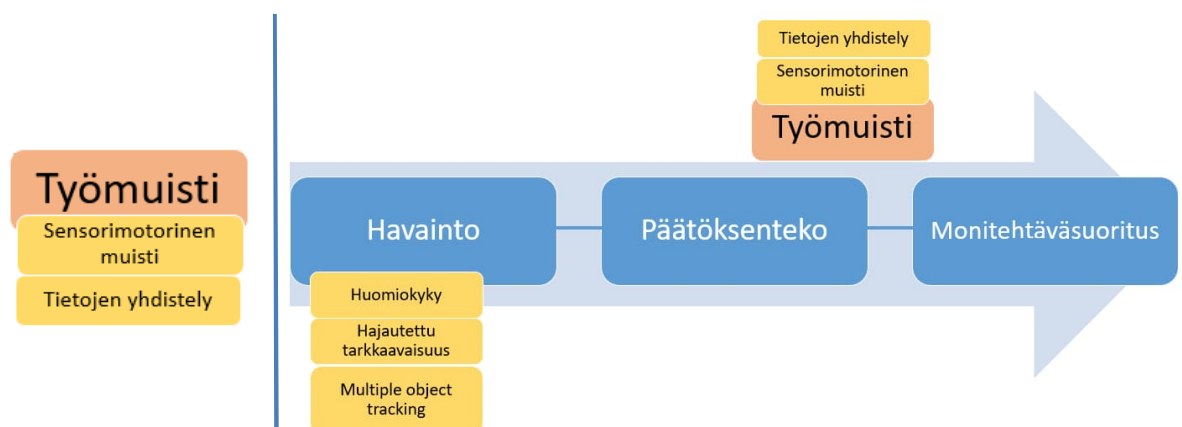 Työmuisti
Sensorimotorinen
muisti
Tietojen yhdistely
Tietojen yhdistely
Sensorimotorinen
muisti
Työmuisti
Havainto
Päätöksenteko
Monitehtäväsuoritus
Huomiokyky
Hajautettu
tarkkaavaisuus
Multiple object
tracking